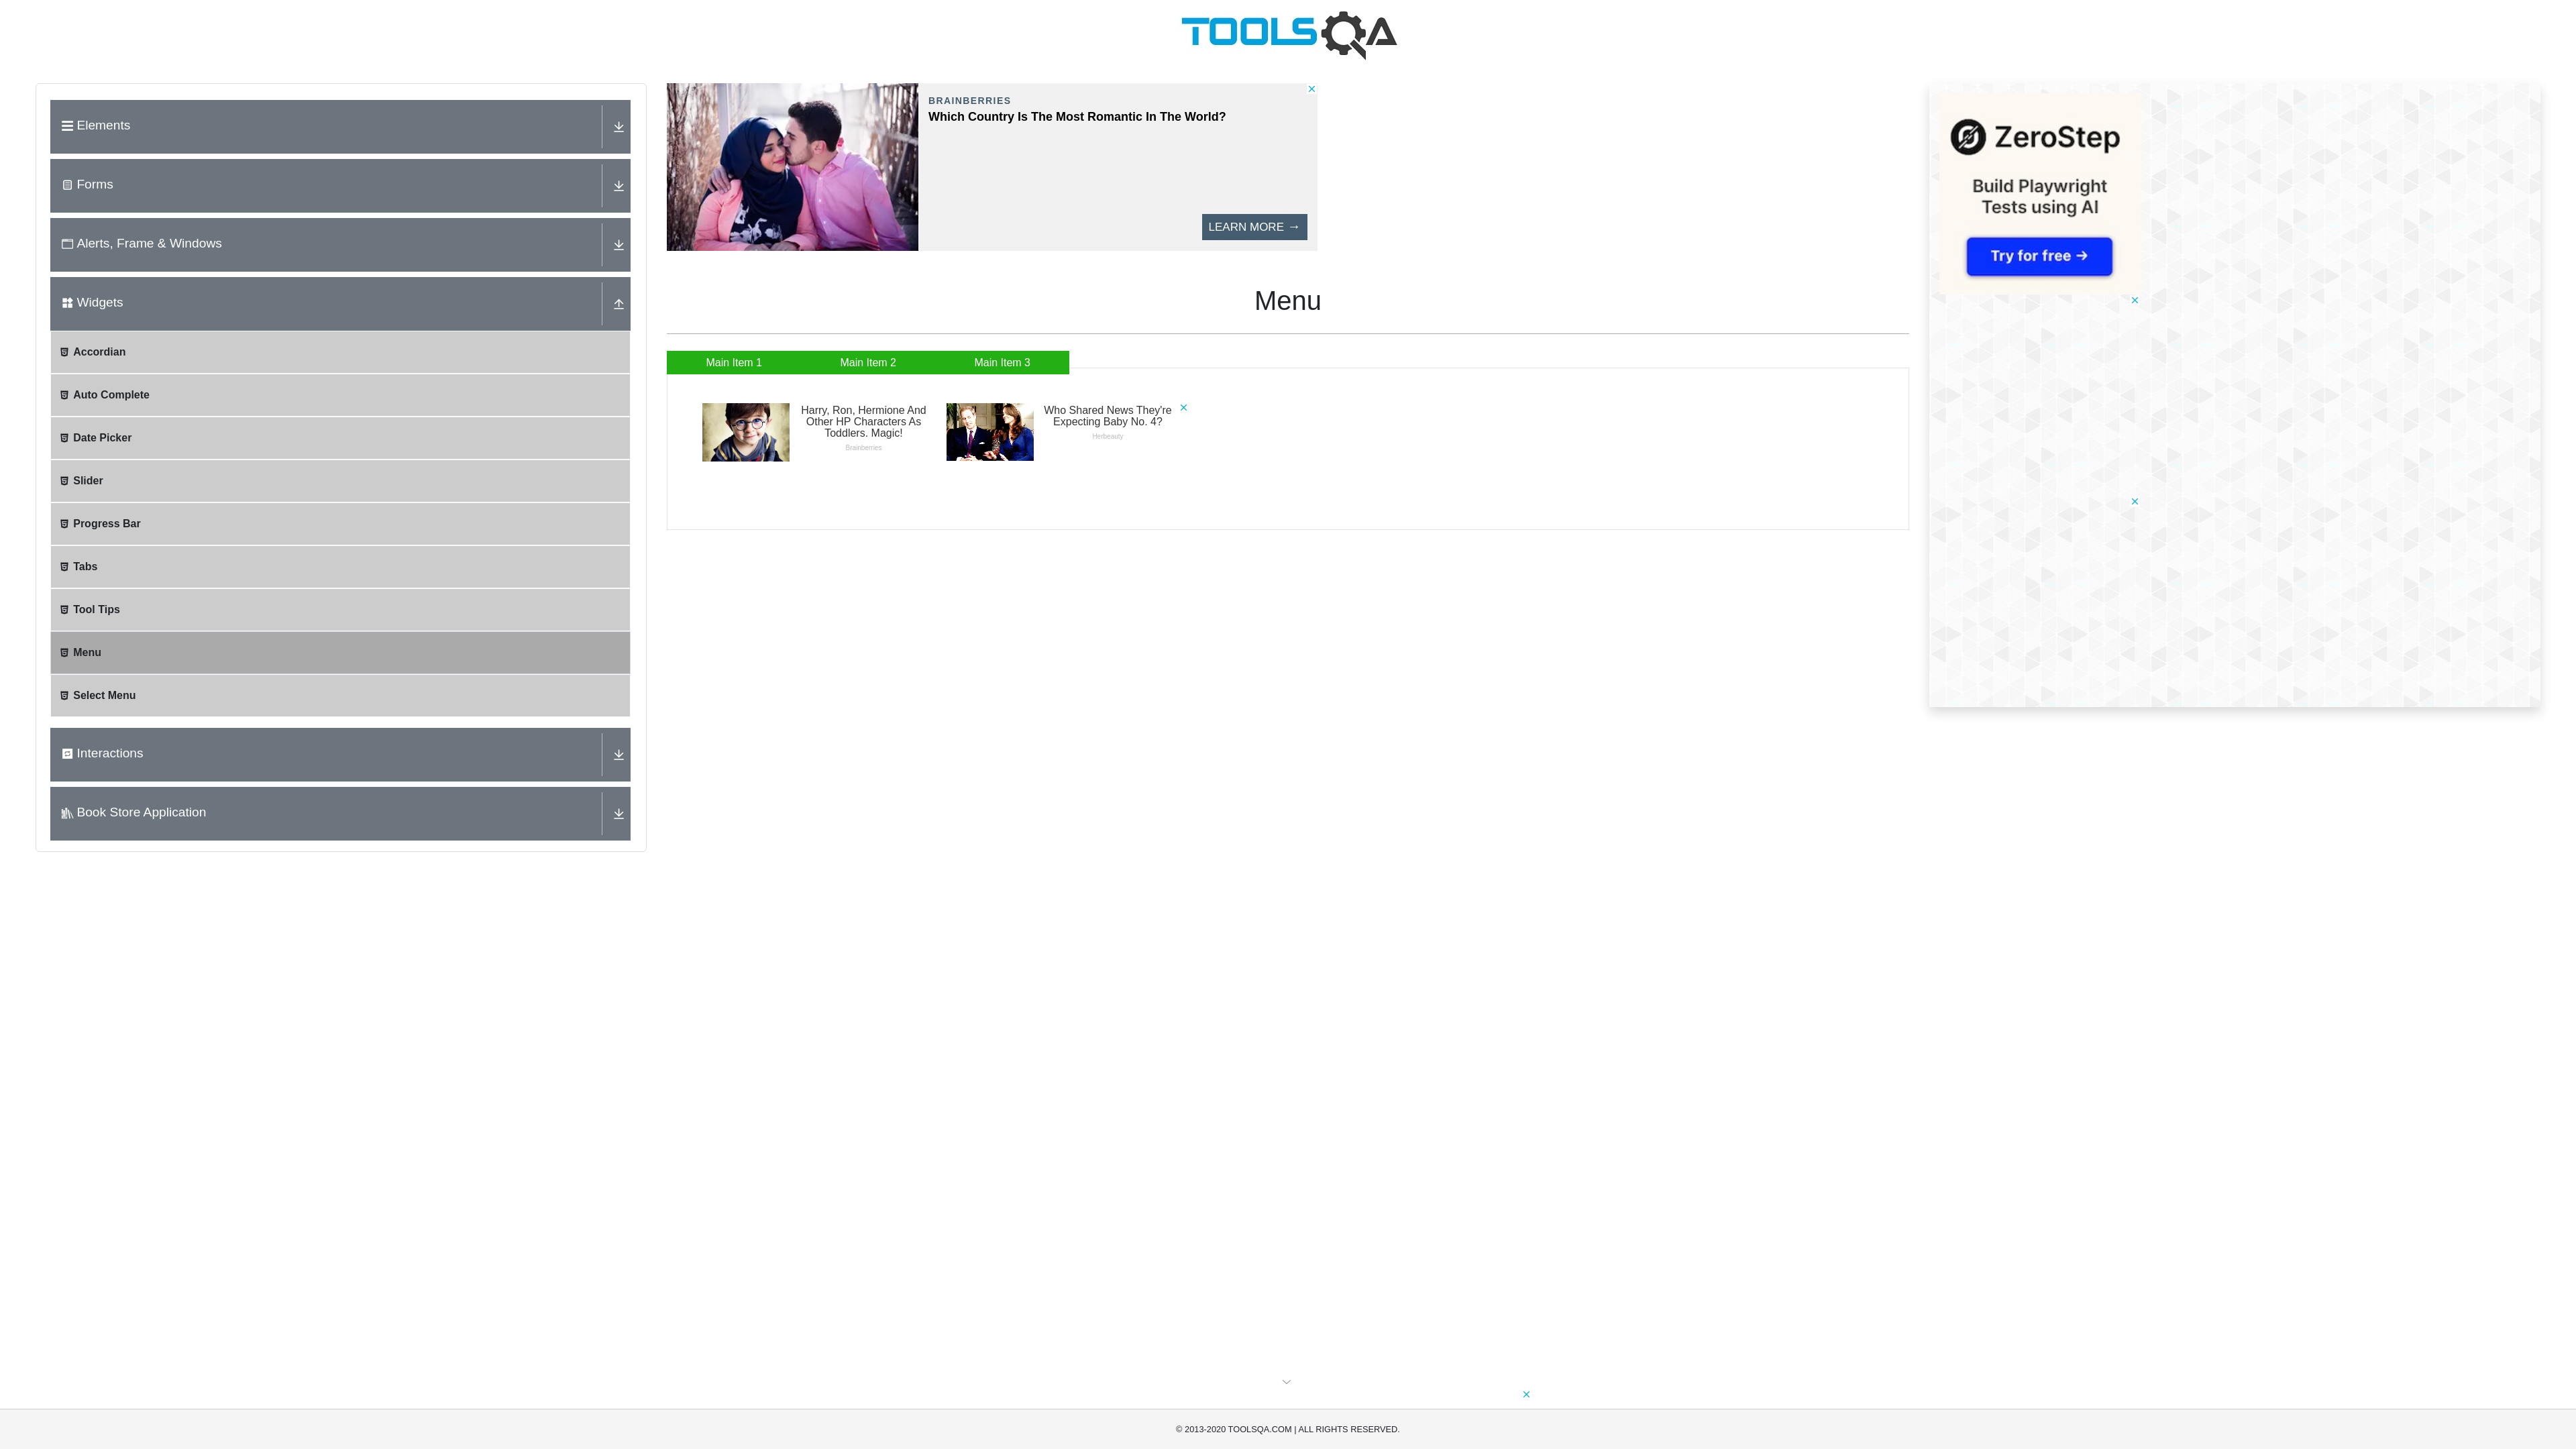 TOOLSQA
Elements
Forms
Alerts, Frame & Windows
Widgets
Accordian
Auto Complete
Date Picker
Slider
Progress Bar
Tabs
Tool Tips
Menu
Select Menu
Interactions
Book Store Application
BRAINBERRIES
Which Country Is The Most Romantic In The World?
LEARN MORE →
Menu
Main Item 1
Main Item 2
Main Item 3
Harry, Ron, Hermione And
Other HP Characters As
Toddlers. Magic!
Brainberries
Who Shared News They're
Expecting Baby No. 4?
Herbeauty
ZeroStep
Build Playwright
Tests using AI
Try for free →
© 2013-2020 TOOLSQA.COM | ALL RIGHTS RESERVED.